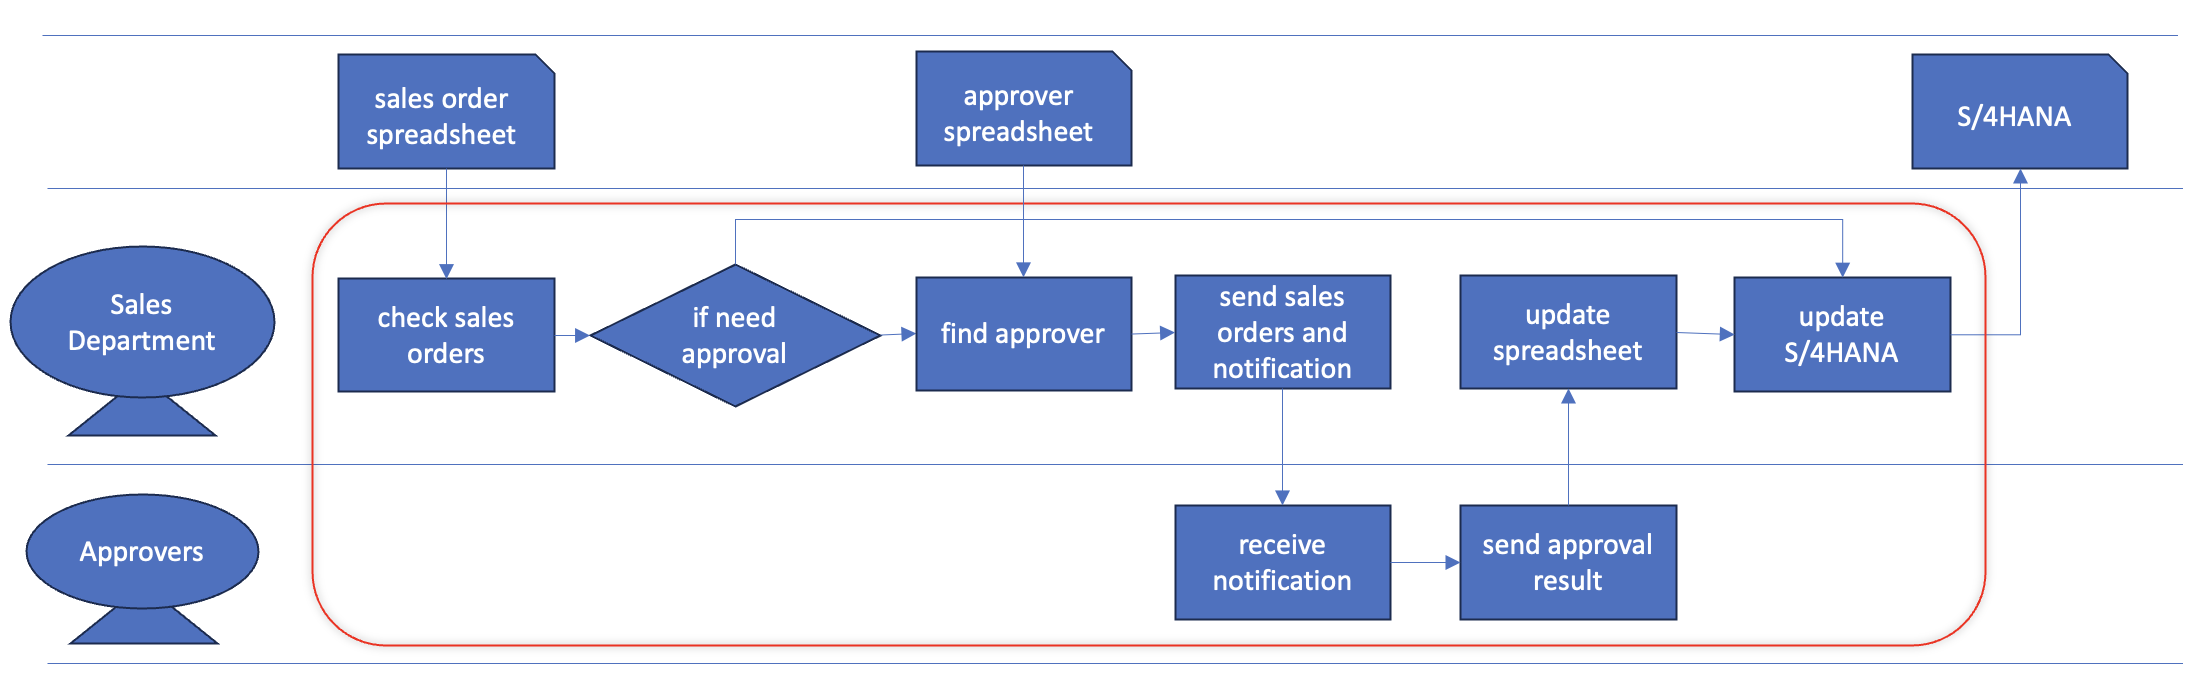 sales order
spreadsheet
approver
spreadsheet
S/4HANA
Sales
Department
check sales
orders
if need
approval
find approver
send sales
orders and
notification
update
spreadsheet
update
S/4HANA
Approvers
receive
notification
send approval
result